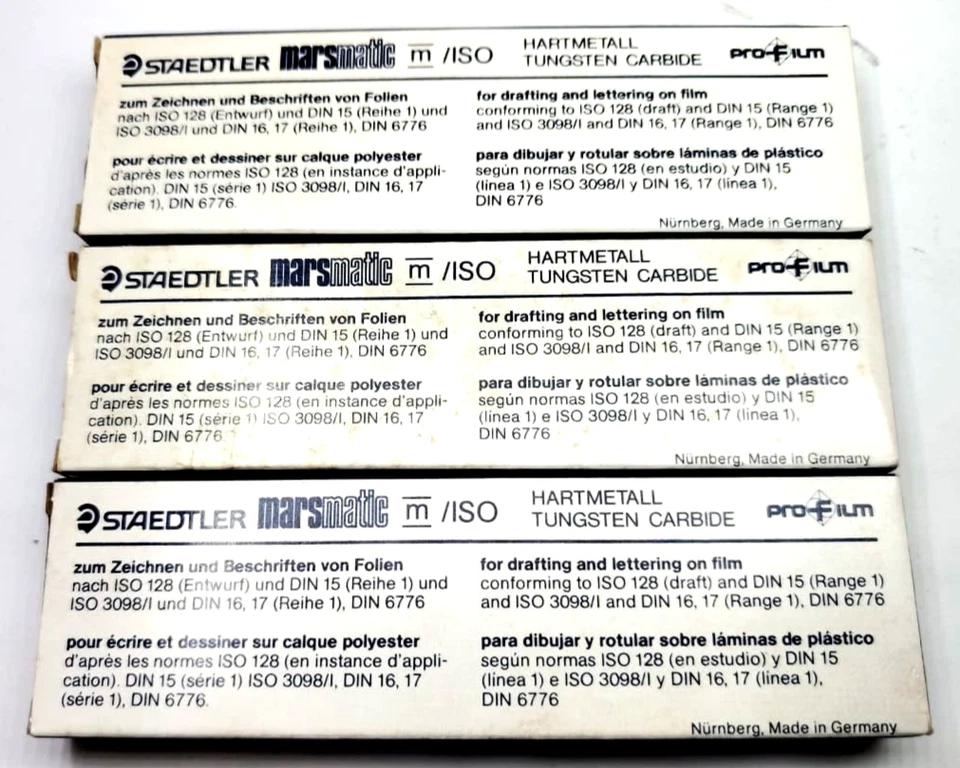 STAEDTLER marsmatic m /ISO HARTMETALL TUNGSTEN CARBIDE profilm
zum Zeichnen und Beschriften von Folien
nach ISO 128 (Entwurf) und DIN 15 (Reihe 1) und
ISO 3098/I und DIN 16, 17 (Reihe 1), DIN 6776
for drafting and lettering on film
conforming to ISO 128 (draft) and DIN 15 (Range 1)
and ISO 3098/I and DIN 16, 17 (Range 1), DIN 6776
pour écrire et dessiner sur calque polyester
d'après les normes ISO 128 (en instance d'appli-
cation). DIN 15 (série 1) ISO 3098/I, DIN 16, 17
(série 1), DIN 6776.
para dibujar y rotular sobre láminas de plástico
según normas ISO 128 (en estudio) y DIN 15
(línea 1) e ISO 3098/I y DIN 16, 17 (línea 1),
DIN 6776
Nürnberg, Made in Germany
STAEDTLER marsmatic m /ISO HARTMETALL TUNGSTEN CARBIDE profilm
zum Zeichnen und Beschriften von Folien
nach ISO 128 (Entwurf) und DIN 15 (Reihe 1) und
ISO 3098/I und DIN 16, 17 (Reihe 1), DIN 6776
for drafting and lettering on film
conforming to ISO 128 (draft) and DIN 15 (Range 1)
and ISO 3098/I and DIN 16, 17 (Range 1), DIN 6776
pour écrire et dessiner sur calque polyester
d'après les normes ISO 128 (en instance d'appli-
cation). DIN 15 (série 1) ISO 3098/I, DIN 16, 17
(série 1), DIN 6776.
para dibujar y rotular sobre láminas de plástico
según normas ISO 128 (en estudio) y DIN 15
(línea 1) e ISO 3098/I y DIN 16, 17 (línea 1),
DIN 6776
Nürnberg, Made in Germany
STAEDTLER marsmatic m /ISO HARTMETALL TUNGSTEN CARBIDE profilm
zum Zeichnen und Beschriften von Folien
nach ISO 128 (Entwurf) und DIN 15 (Reihe 1) und
ISO 3098/I und DIN 16, 17 (Reihe 1), DIN 6776
for drafting and lettering on film
conforming to ISO 128 (draft) and DIN 15 (Range 1)
and ISO 3098/I and DIN 16, 17 (Range 1), DIN 6776
pour écrire et dessiner sur calque polyester
d'après les normes ISO 128 (en instance d'appli-
cation). DIN 15 (série 1) ISO 3098/I, DIN 16, 17
(série 1), DIN 6776.
para dibujar y rotular sobre láminas de plástico
según normas ISO 128 (en estudio) y DIN 15
(línea 1) e ISO 3098/I y DIN 16, 17 (línea 1),
DIN 6776
Nürnberg, Made in Germany